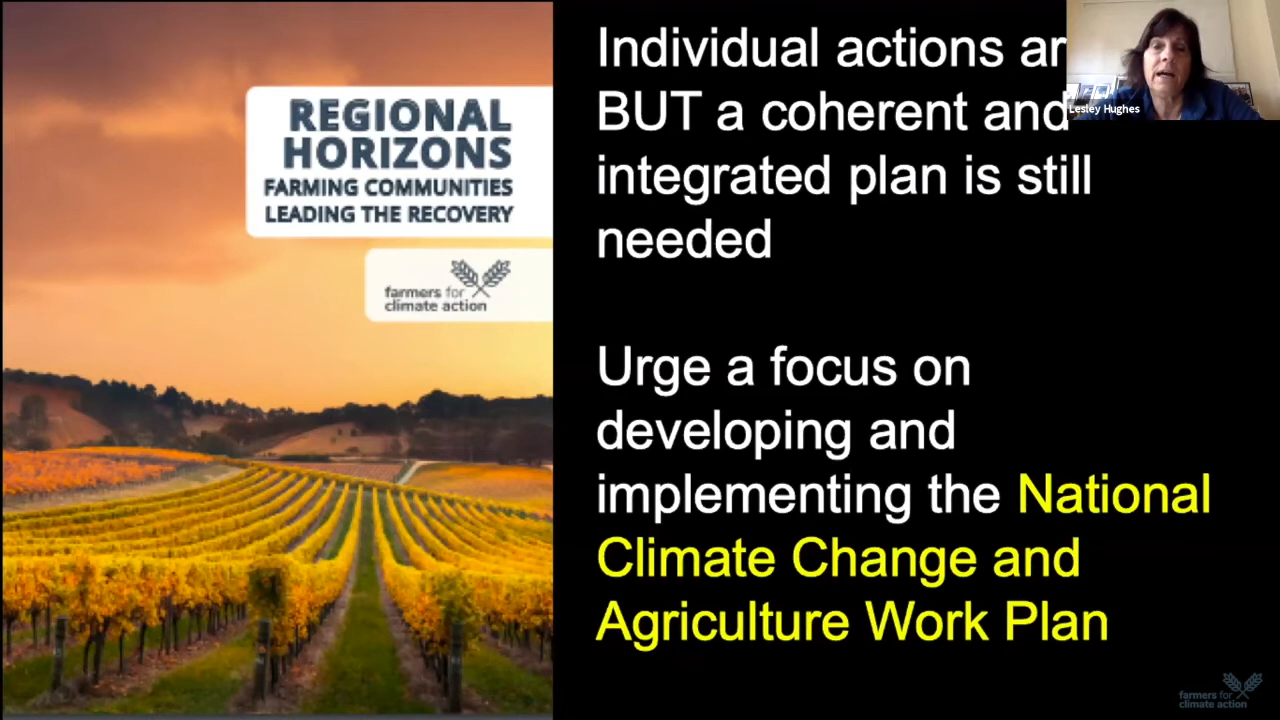 REGIONAL
HORIZONS
FARMING COMMUNITIES
LEADING THE RECOVERY
farmers for
climate action
Individual actions
BUT a coherent and
integrated plan is still
needed
Urge a focus on
developing and
implementing the National
Climate Change and
Agriculture Work Plan
Lesley Hughes
farmers for
climate action